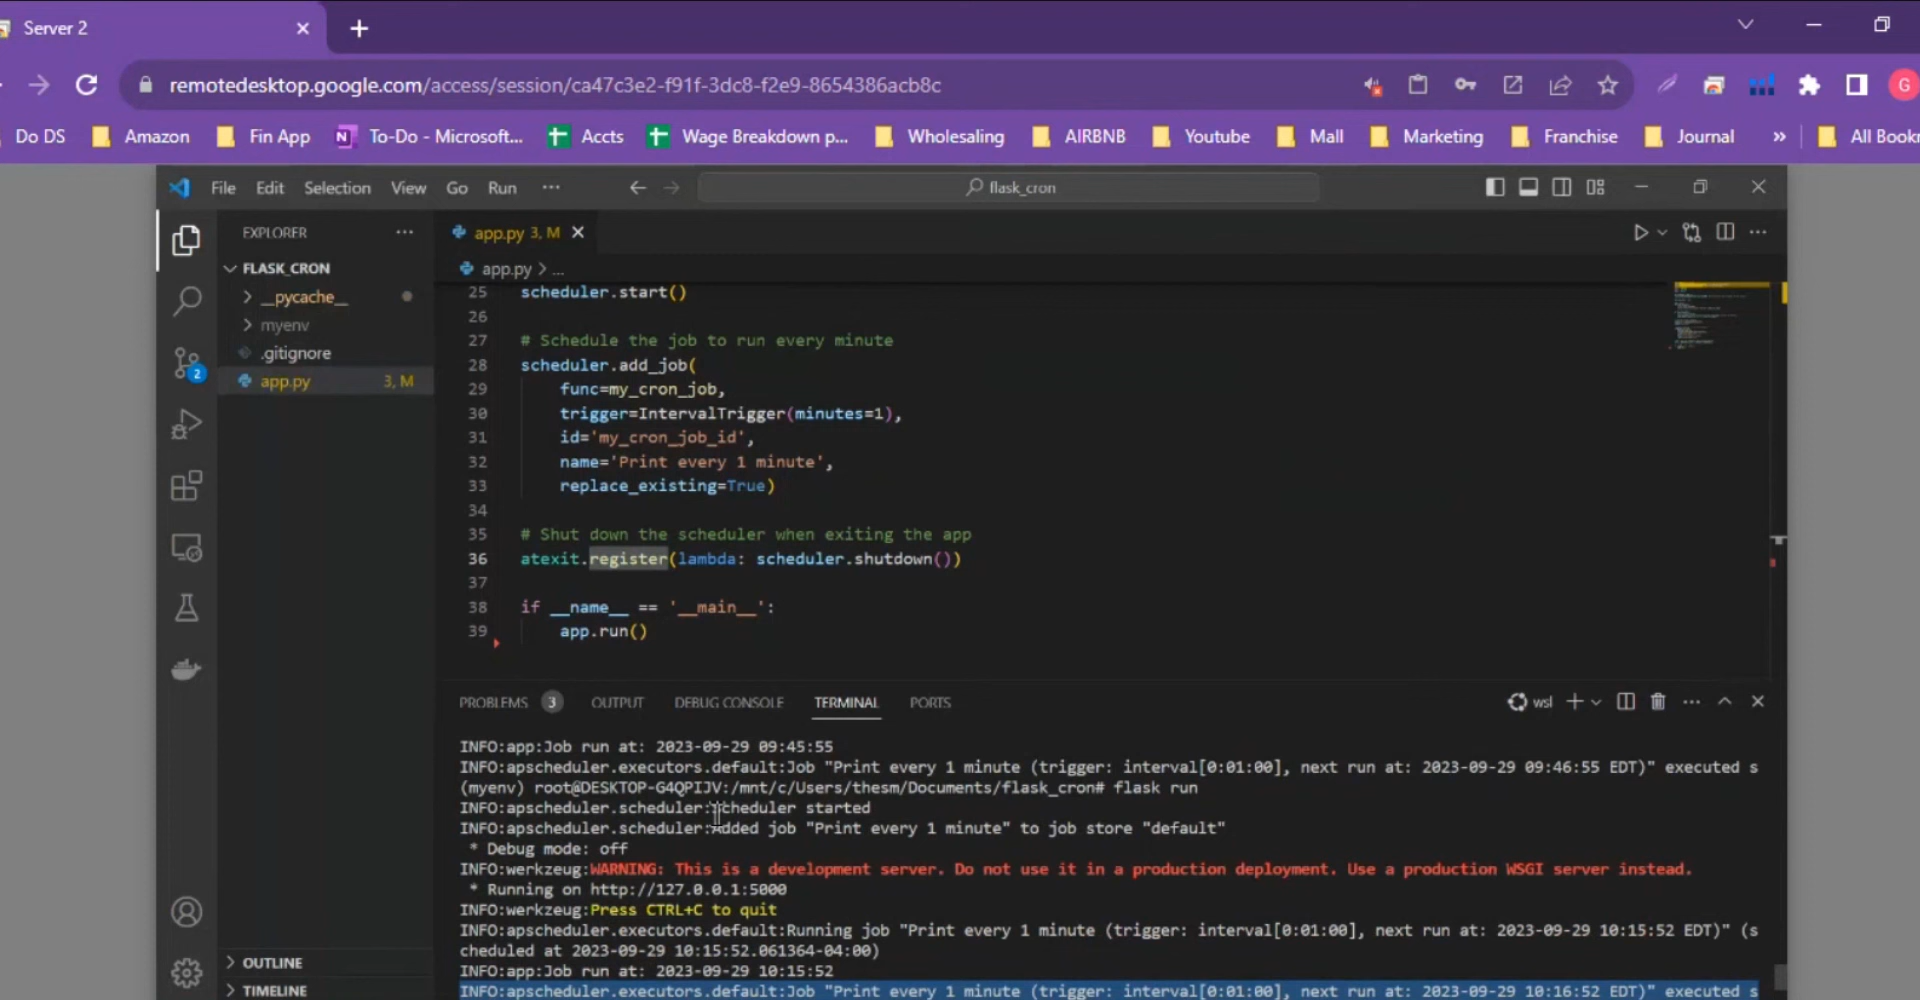 Server 2
remotedesktop.google.com/access/session/ca47c3e2-f91f-3dc8-f2e9-8654386acb8c
G
Do DS Amazon Fin App To-Do - Microsoft... Accts Wage Breakdown p... Wholesaling AIRBNB Youtube Mall Marketing Franchise Journal » All Bookr
File Edit Selection View Go Run ··· flask_cron
EXPLORER ···
app.py 3, M
FLASK_CRON
app.py > ...
__pycache__
myenv
.gitignore
app.py 3, M
2
25 scheduler.start()
26
27 # Schedule the job to run every minute
28 scheduler.add_job(
29 func=my_cron_job,
30 trigger=IntervalTrigger(minutes=1),
31 id='my_cron_job_id',
32 name='Print every 1 minute',
33 replace_existing=True)
34
35 # Shut down the scheduler when exiting the app
36 atexit.register(lambda: scheduler.shutdown())
37
38 if __name__ == '__main__':
39 app.run()
PROBLEMS 3 OUTPUT DEBUG CONSOLE TERMINAL PORTS wsl
INFO:app:Job run at: 2023-09-29 09:45:55
INFO:apscheduler.executors.default:Job "Print every 1 minute (trigger: interval[0:01:00], next run at: 2023-09-29 09:46:55 EDT)" executed s
(myenv) root@DESKTOP-G4QPIJV:/mnt/c/Users/thesm/Documents/flask_cron# flask run
INFO:apscheduler.scheduler:Scheduler started
INFO:apscheduler.scheduler:Added job "Print every 1 minute" to job store "default"
* Debug mode: off
INFO:werkzeug:WARNING: This is a development server. Do not use it in a production deployment. Use a production WSGI server instead.
* Running on http://127.0.0.1:5000
INFO:werkzeug:Press CTRL+C to quit
INFO:apscheduler.executors.default:Running job "Print every 1 minute (trigger: interval[0:01:00], next run at: 2023-09-29 10:15:52 EDT)" (s
cheduled at 2023-09-29 10:15:52.061364-04:00)
INFO:app:Job run at: 2023-09-29 10:15:52
INFO:apscheduler.executors.default:Job "Print every 1 minute (trigger: interval[0:01:00], next run at: 2023-09-29 10:16:52 EDT)" executed s
OUTLINE
TIMELINE